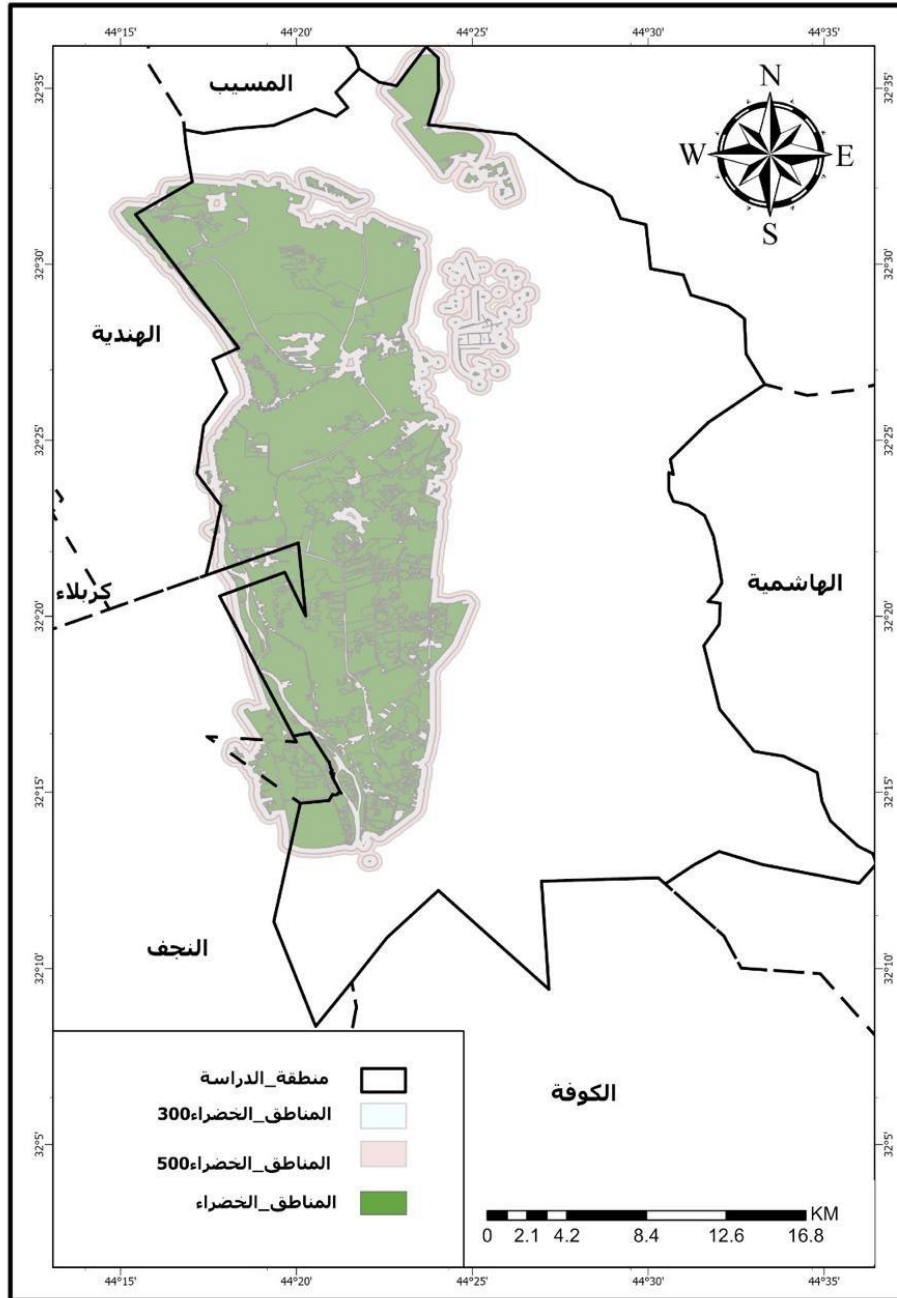 44°15' 44°20' 44°25' 44°30' 44°35'
32°35' 32°35'
المسيب
N
W E
S
32°30' 32°30'
الهندية
32°25' 32°25'
الهاشمية
كربلاء
32°20' 32°20'
32°15' 32°15'
النجف
32°10' 32°10'
الكوفة
منطقة_الدراسة
المناطق_الخضراء300
المناطق_الخضراء500
المناطق_الخضراء
32°5' 32°5'
KM
0 2.1 4.2 8.4 12.6 16.8
44°15' 44°20' 44°25' 44°30' 44°35'